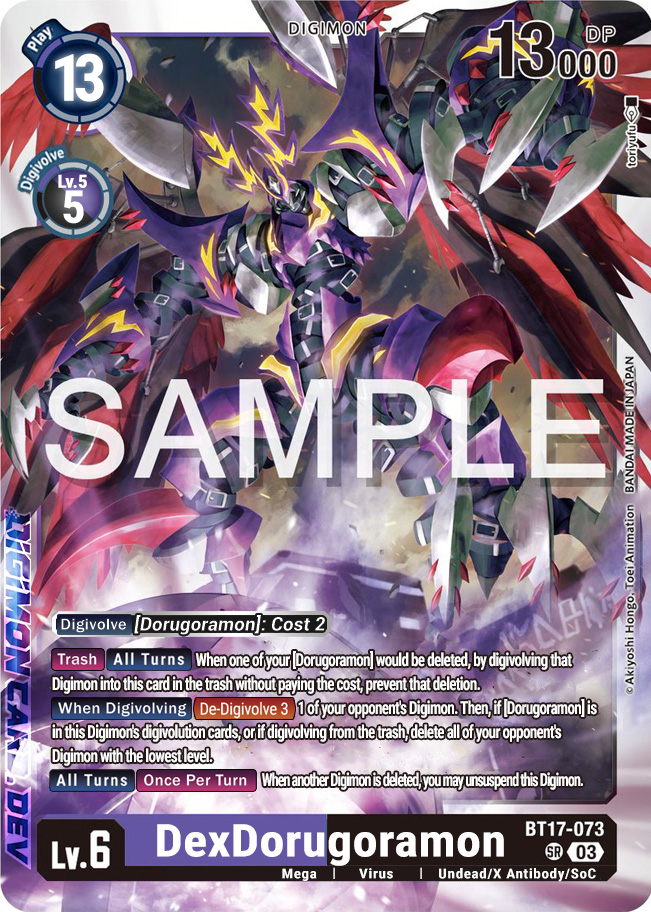 Play
13
DIGIMON
13000
DP
Digivolve
Lv.5
5
toriyufu
SAMPLE
BANDAI MADE IN JAPAN
© Akiyoshi Hongo, Toei Animation
DIGIMON CARD DEV
Digivolve [Dorugoramon]: Cost 2
Trash All Turns When one of your [Dorugoramon] would be deleted, by digivolving that
Digimon into this card in the trash without paying the cost, prevent that deletion.
When Digivolving De-Digivolve 3 1 of your opponent's Digimon. Then, if [Dorugoramon] is
in this Digimon's digivolution cards, or if digivolving from the trash, delete all of your opponent's
Digimon with the lowest level.
All Turns Once Per Turn When another Digimon is deleted, you may unsuspend this Digimon.
Lv.6
DexDorugoramon
BT17-073
SR 03
Mega | Virus | Undead/X Antibody/SoC